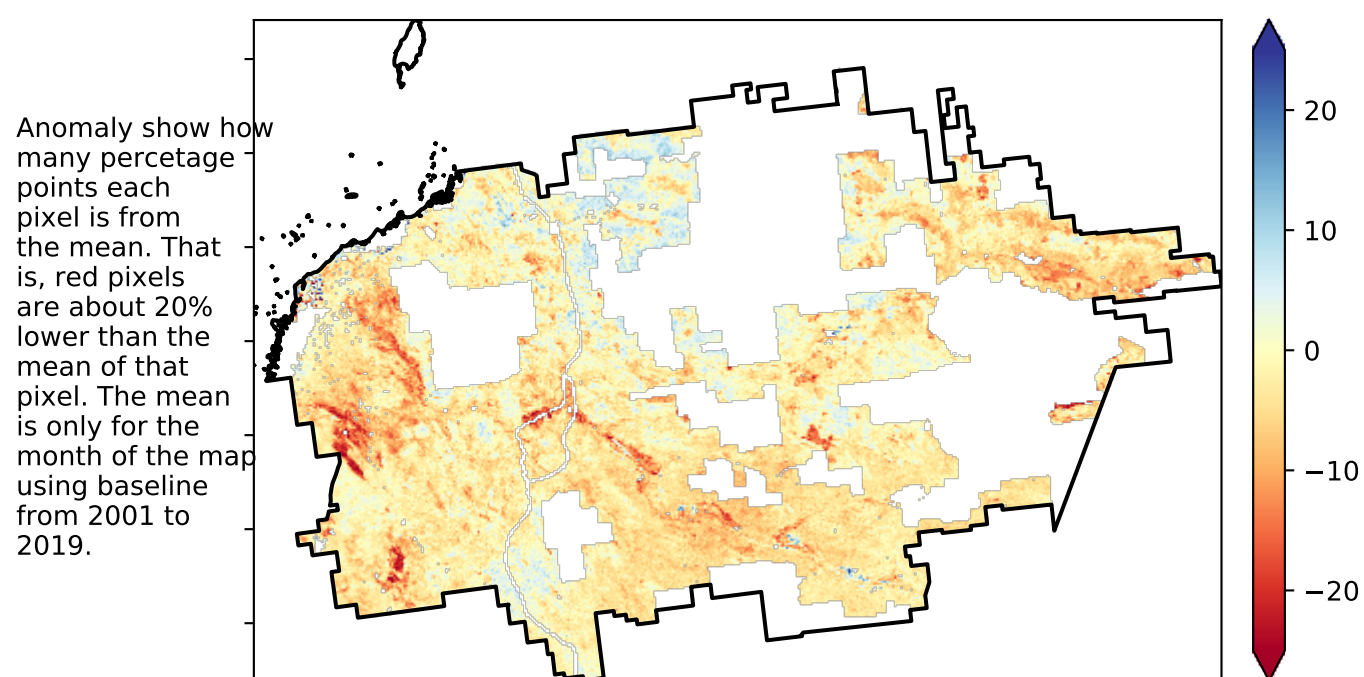 Anomaly show how
many percetage
points each
pixel is from
the mean. That
is, red pixels
are about 20%
lower than the
mean of that
pixel. The mean
is only for the
month of the map
using baseline
from 2001 to
2019.
20
10
0
−10
−20